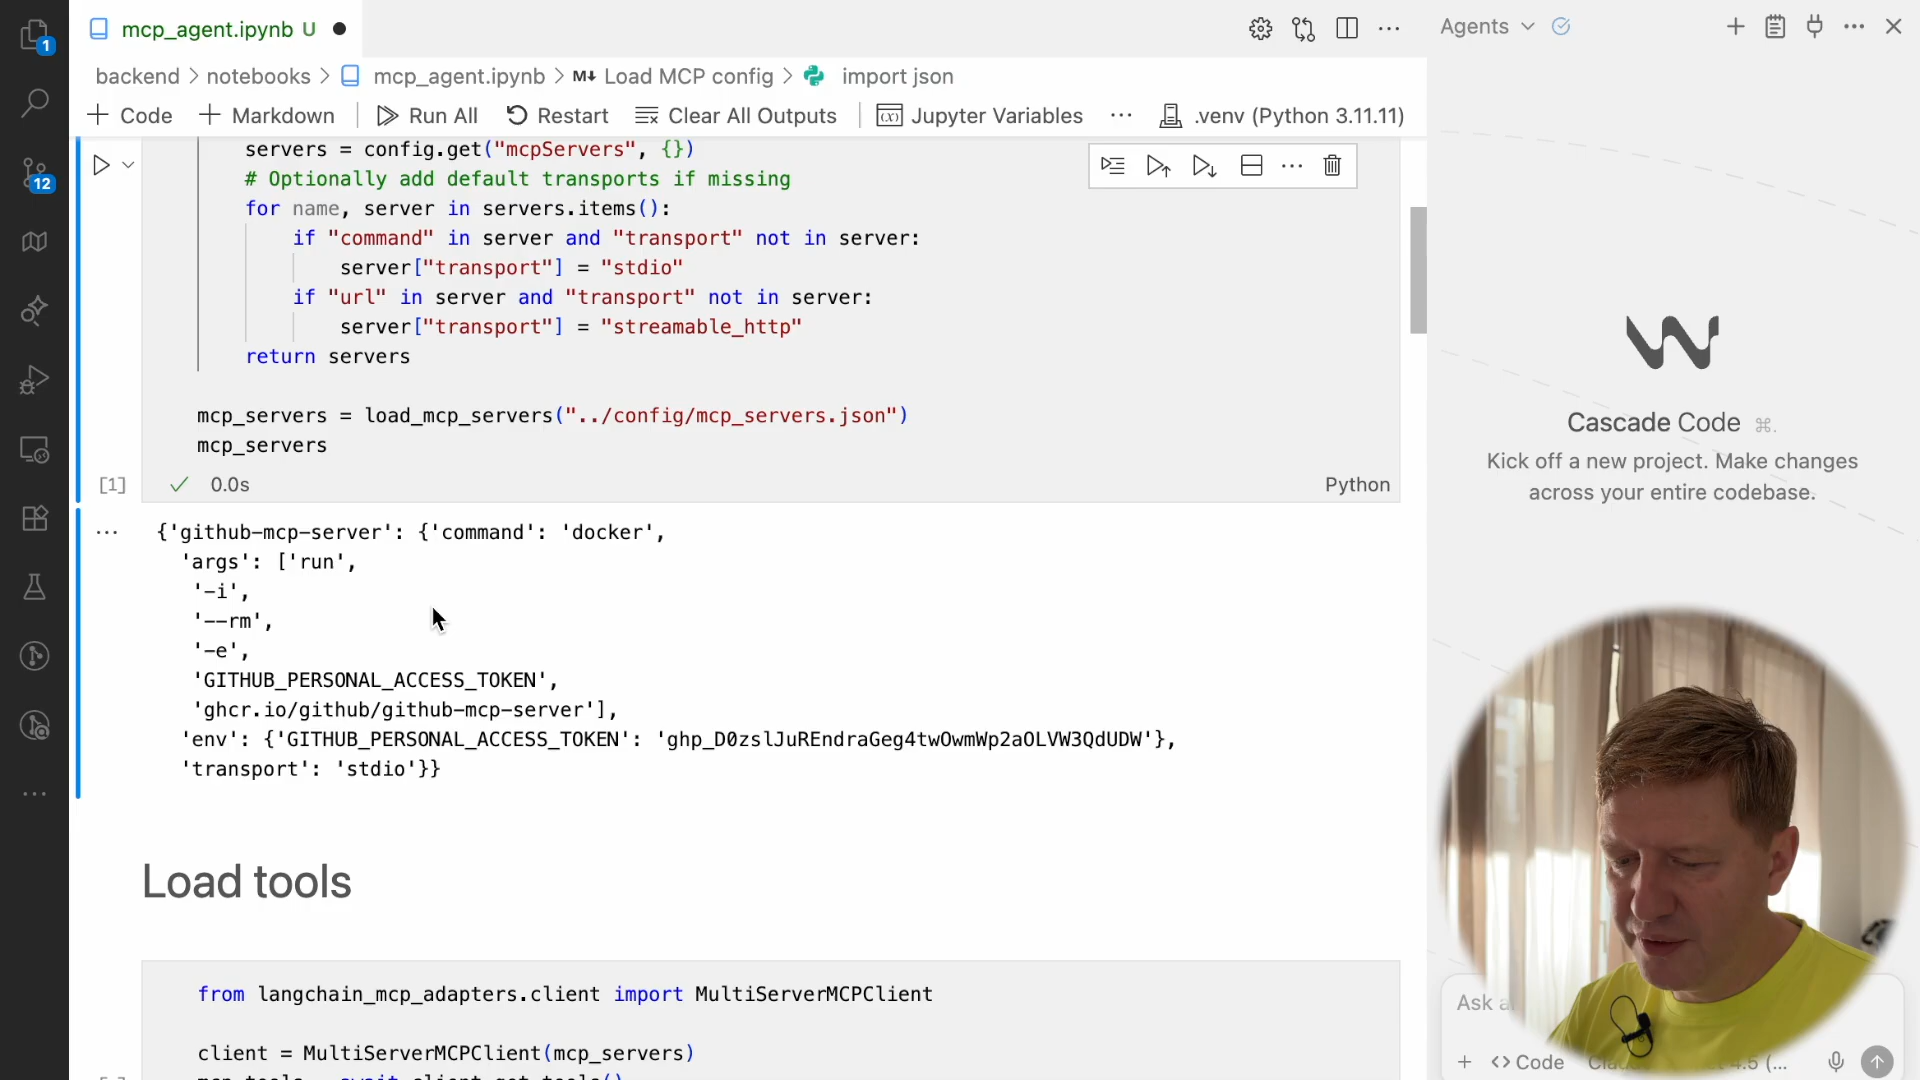 mcp_agent.ipynb U
Agents
backend > notebooks > mcp_agent.ipynb > M↓ Load MCP config > import json
Code Markdown Run All Restart Clear All Outputs Jupyter Variables ... .venv (Python 3.11.11)
1
12
servers = config.get("mcpServers", {})
# Optionally add default transports if missing
for name, server in servers.items():
if "command" in server and "transport" not in server:
server["transport"] = "stdio"
if "url" in server and "transport" not in server:
server["transport"] = "streamable_http"
return servers
mcp_servers = load_mcp_servers("../config/mcp_servers.json")
mcp_servers
[1] 0.0s Python
{'github-mcp-server': {'command': 'docker',
'args': ['run',
'-i',
'--rm',
'-e',
'GITHUB_PERSONAL_ACCESS_TOKEN',
'ghcr.io/github/github-mcp-server'],
'env': {'GITHUB_PERSONAL_ACCESS_TOKEN': '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'},
'transport': 'stdio'}}
Load tools
from langchain_mcp_adapters.client import MultiServerMCPClient
client = MultiServerMCPClient(mcp_servers)
Cascade Code ⌘.
Kick off a new project. Make changes
across your entire codebase.
Ask
+ <> Code 4.5 (...